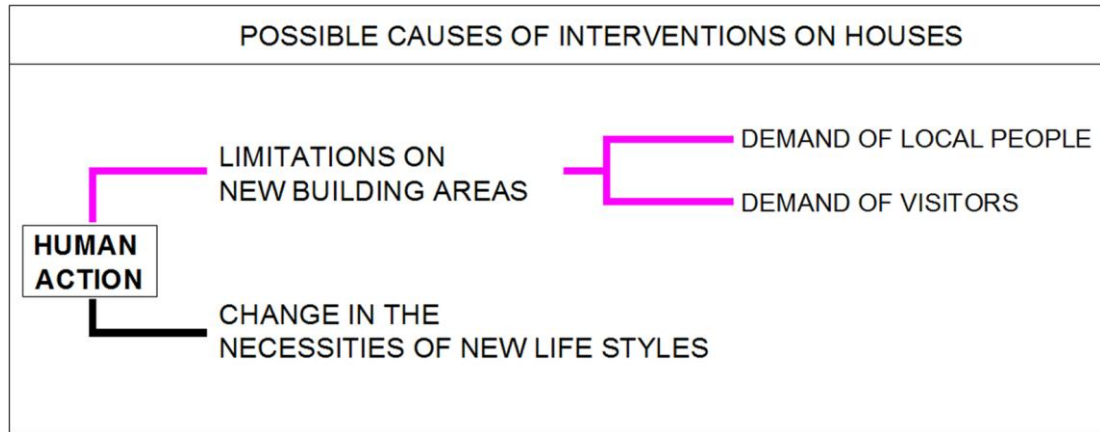 POSSIBLE CAUSES OF INTERVENTIONS ON HOUSES
LIMITATIONS ON
NEW BUILDING AREAS
DEMAND OF LOCAL PEOPLE
DEMAND OF VISITORS
HUMAN
ACTION
CHANGE IN THE
NECESSITIES OF NEW LIFE STYLES